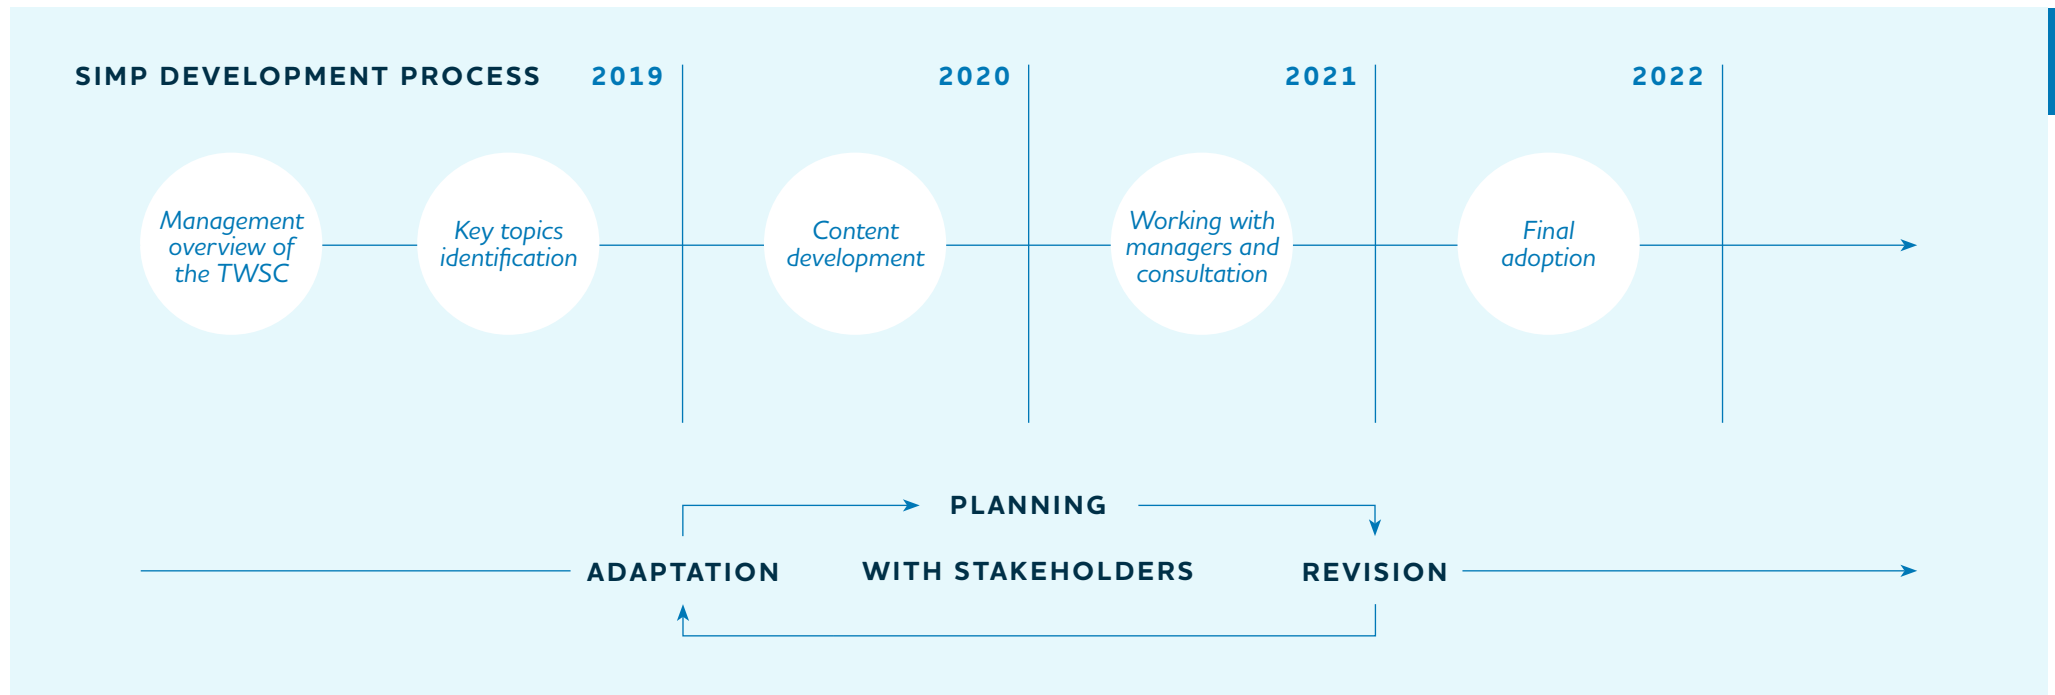 SIMP DEVELOPMENT PROCESS
2019
2020
2021
2022
Management
overview of
the TWSC
Key topics
identification
Content
development
Working with
managers and
consultation
Final
adoption
PLANNING
ADAPTATION
WITH STAKEHOLDERS
REVISION